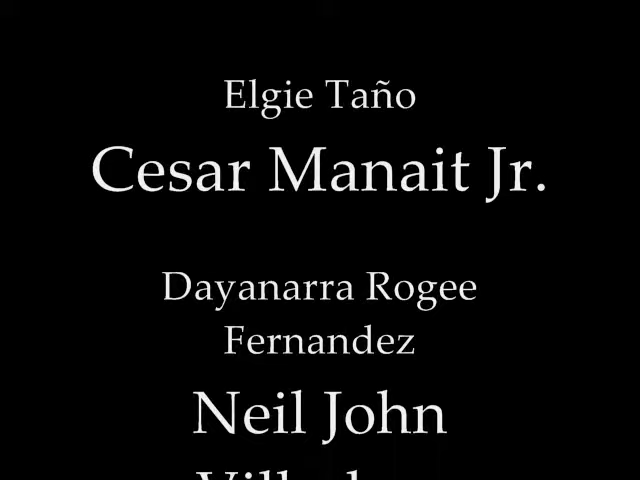 Elgie Taño
Cesar Manait Jr.
Dayanarra Rogee
Fernandez
Neil John